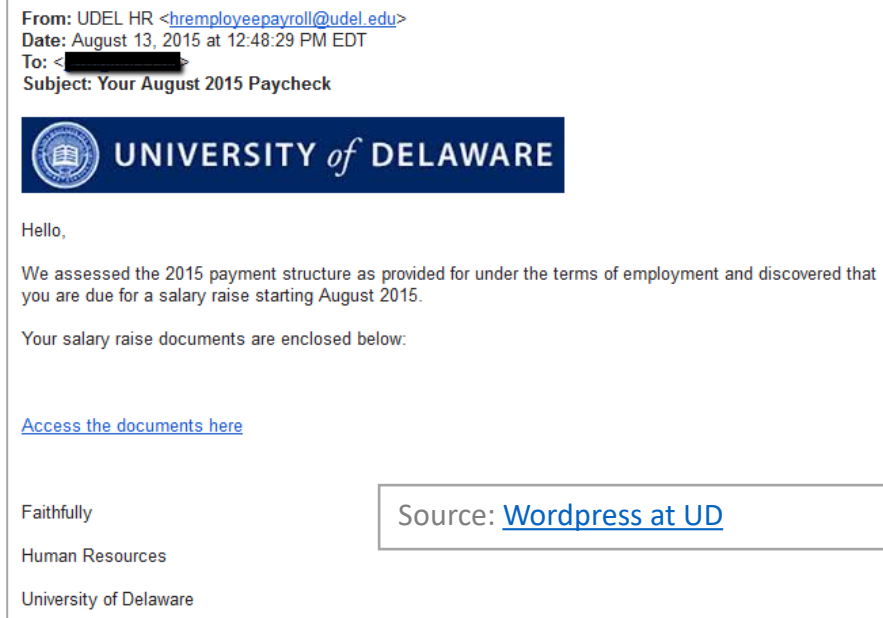 From: UDEL HR <hremployeepayroll@udel.edu>
Date: August 13, 2015 at 12:48:29 PM EDT
To: < >
Subject: Your August 2015 Paycheck
UNIVERSITY of DELAWARE
Hello,
We assessed the 2015 payment structure as provided for under the terms of employment and discovered that
you are due for a salary raise starting August 2015.
Your salary raise documents are enclosed below:
Access the documents here
Faithfully
Source: Wordpress at UD
Human Resources
University of Delaware